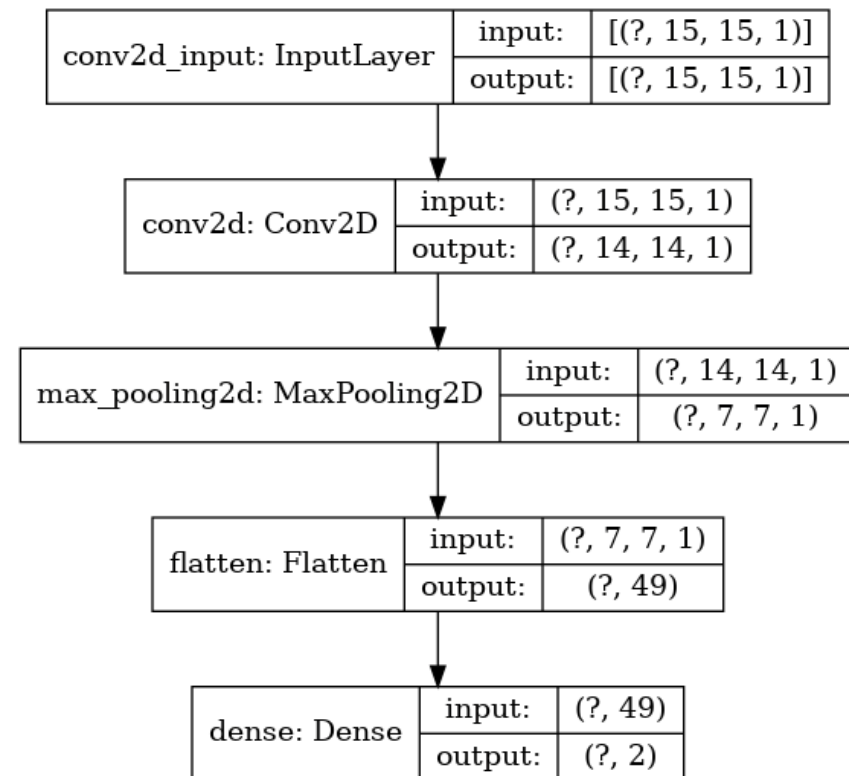 conv2d_input: InputLayer
input: [(?, 15, 15, 1)]
output: [(?, 15, 15, 1)]
conv2d: Conv2D
input: (?, 15, 15, 1)
output: (?, 14, 14, 1)
max_pooling2d: MaxPooling2D
input: (?, 14, 14, 1)
output: (?, 7, 7, 1)
flatten: Flatten
input: (?, 7, 7, 1)
output: (?, 49)
dense: Dense
input: (?, 49)
output: (?, 2)